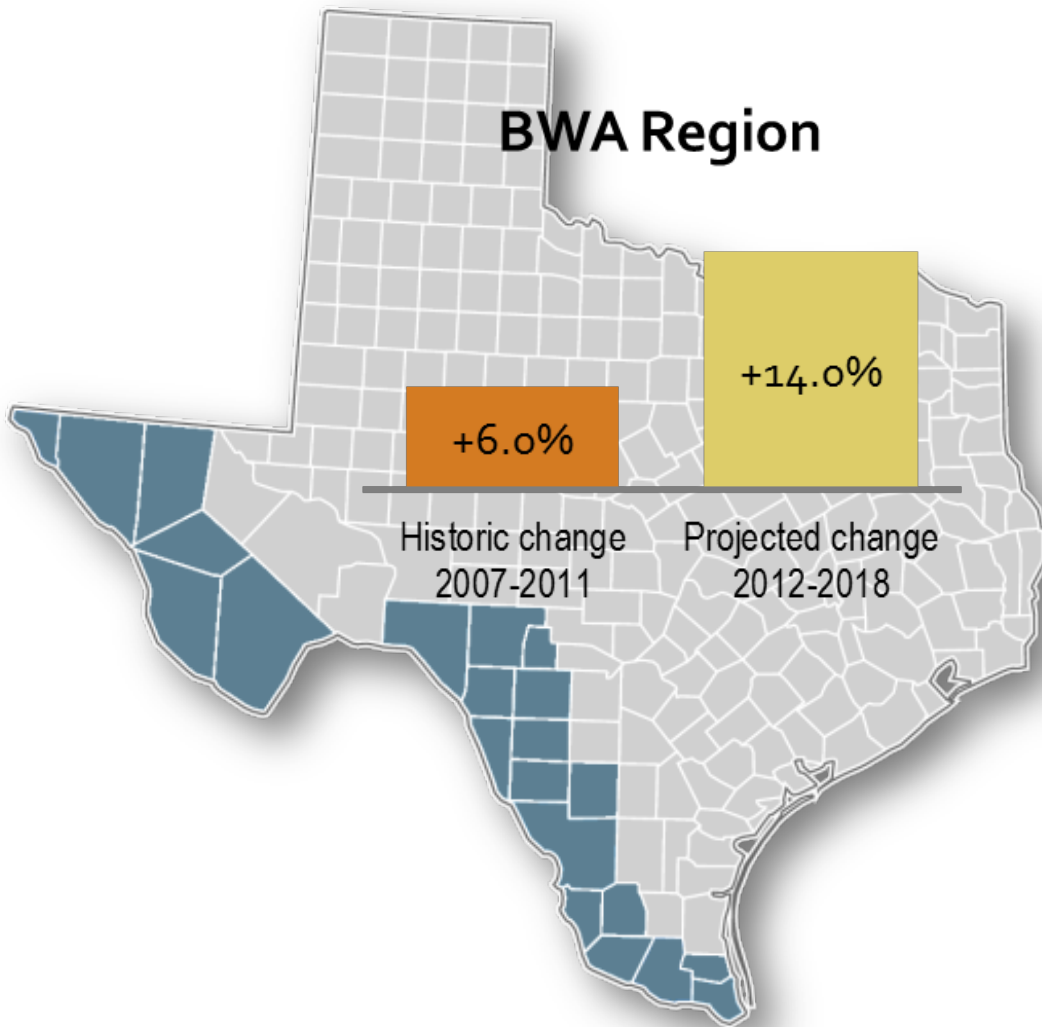 BWA Region
+14.0%
+6.0%
Historic change
2007-2011
Projected change
2012-2018